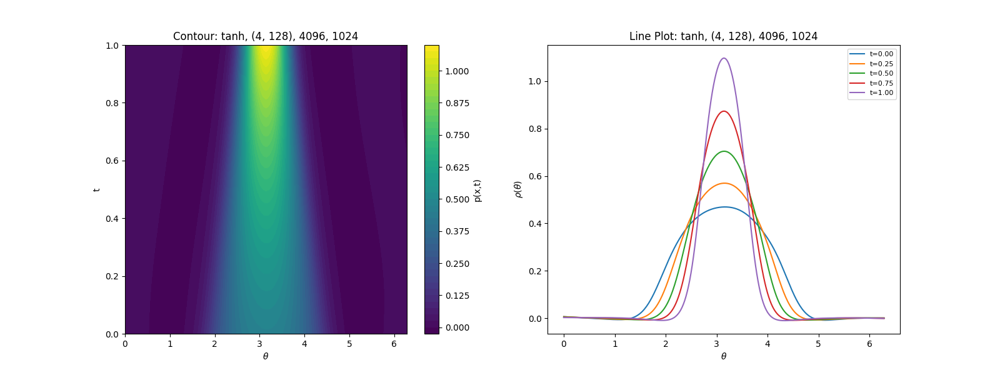 Contour: tanh, (4, 128), 4096, 1024
1.0
0.8
0.6
0.4
0.2
0.0
t
0
1
2
3
4
5
6
θ
1.000
0.875
0.750
0.625
0.500
0.375
0.250
0.125
0.000
p(x,t)
Line Plot: tanh, (4, 128), 4096, 1024
1.0
0.8
0.6
0.4
0.2
0.0
ρ(θ)
0
1
2
3
4
5
6
θ
t=0.00
t=0.25
t=0.50
t=0.75
t=1.00